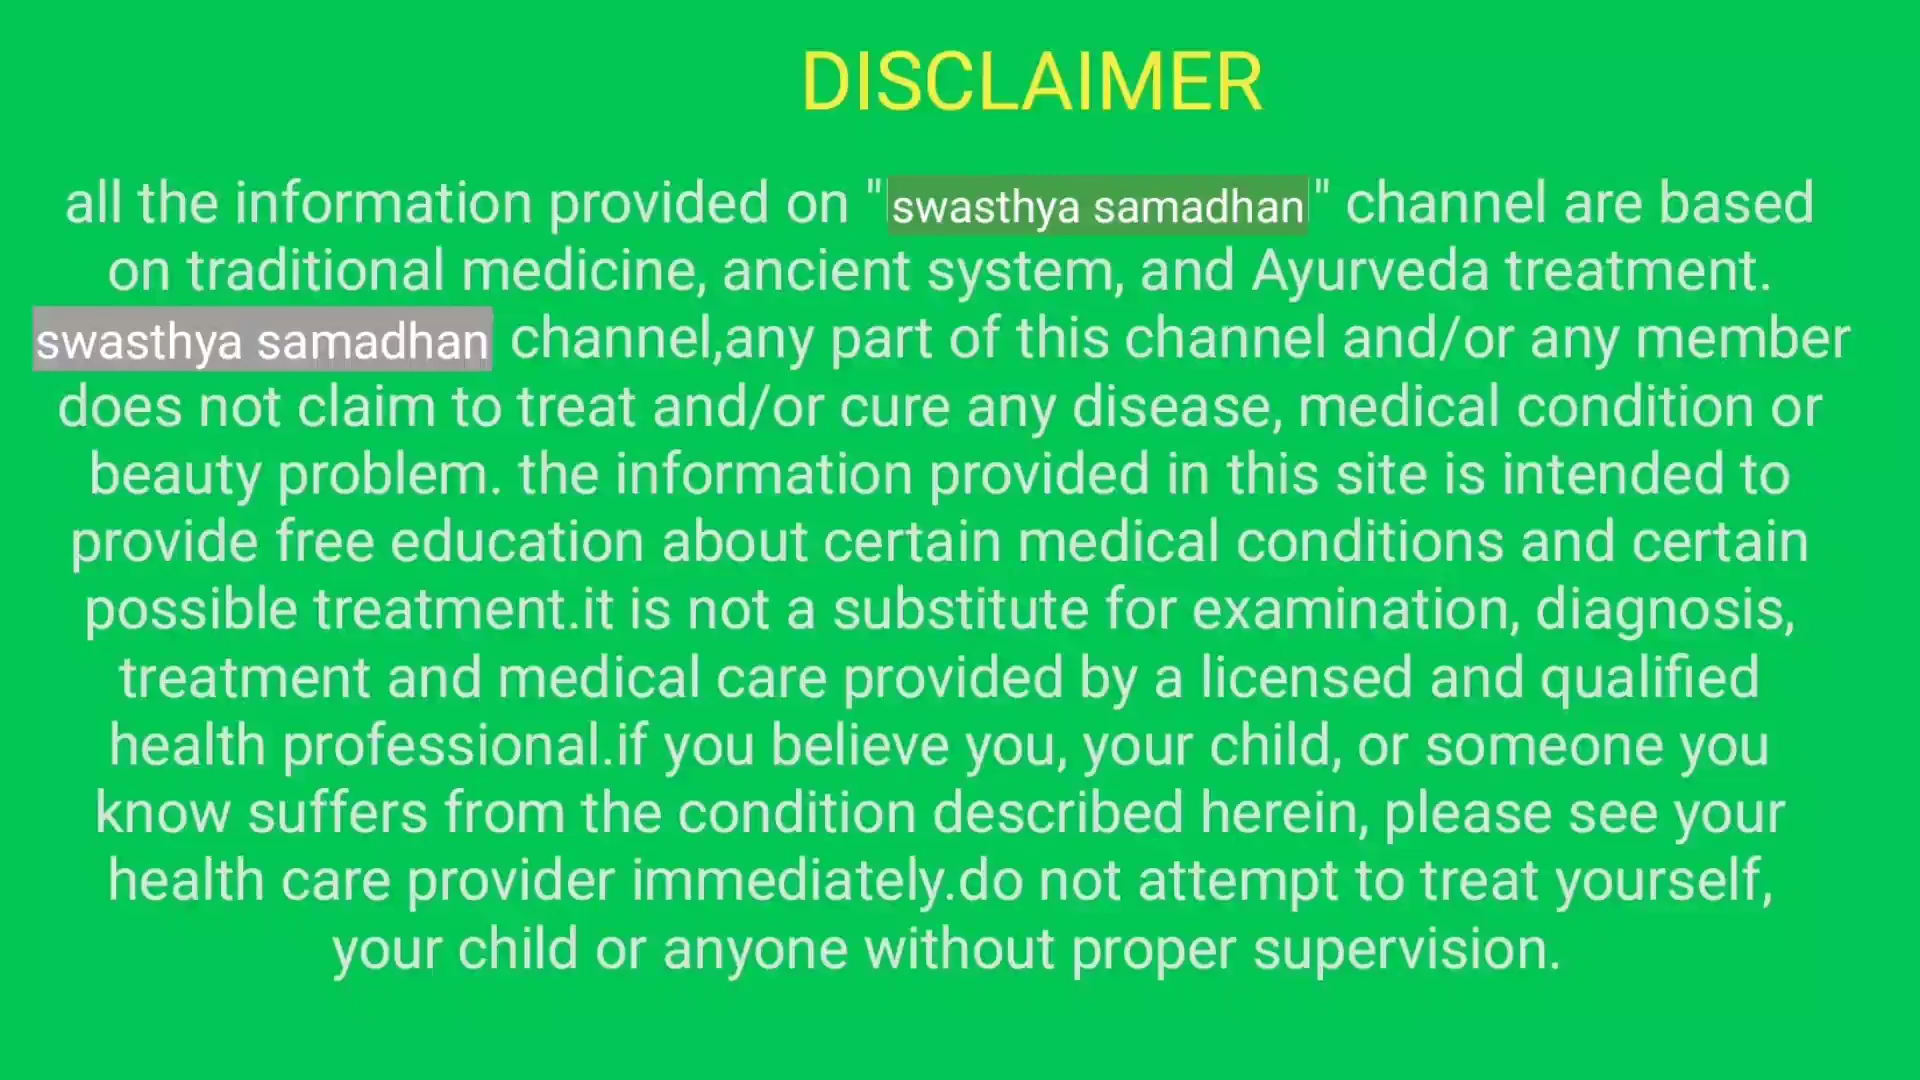 DISCLAIMER
all the information provided on "swasthya samadhan" channel are based
on traditional medicine, ancient system, and Ayurveda treatment.
swasthya samadhan channel,any part of this channel and/or any member
does not claim to treat and/or cure any disease, medical condition or
beauty problem. the information provided in this site is intended to
provide free education about certain medical conditions and certain
possible treatment.it is not a substitute for examination, diagnosis,
treatment and medical care provided by a licensed and qualified
health professional.if you believe you, your child, or someone you
know suffers from the condition described herein, please see your
health care provider immediately.do not attempt to treat yourself,
your child or anyone without proper supervision.